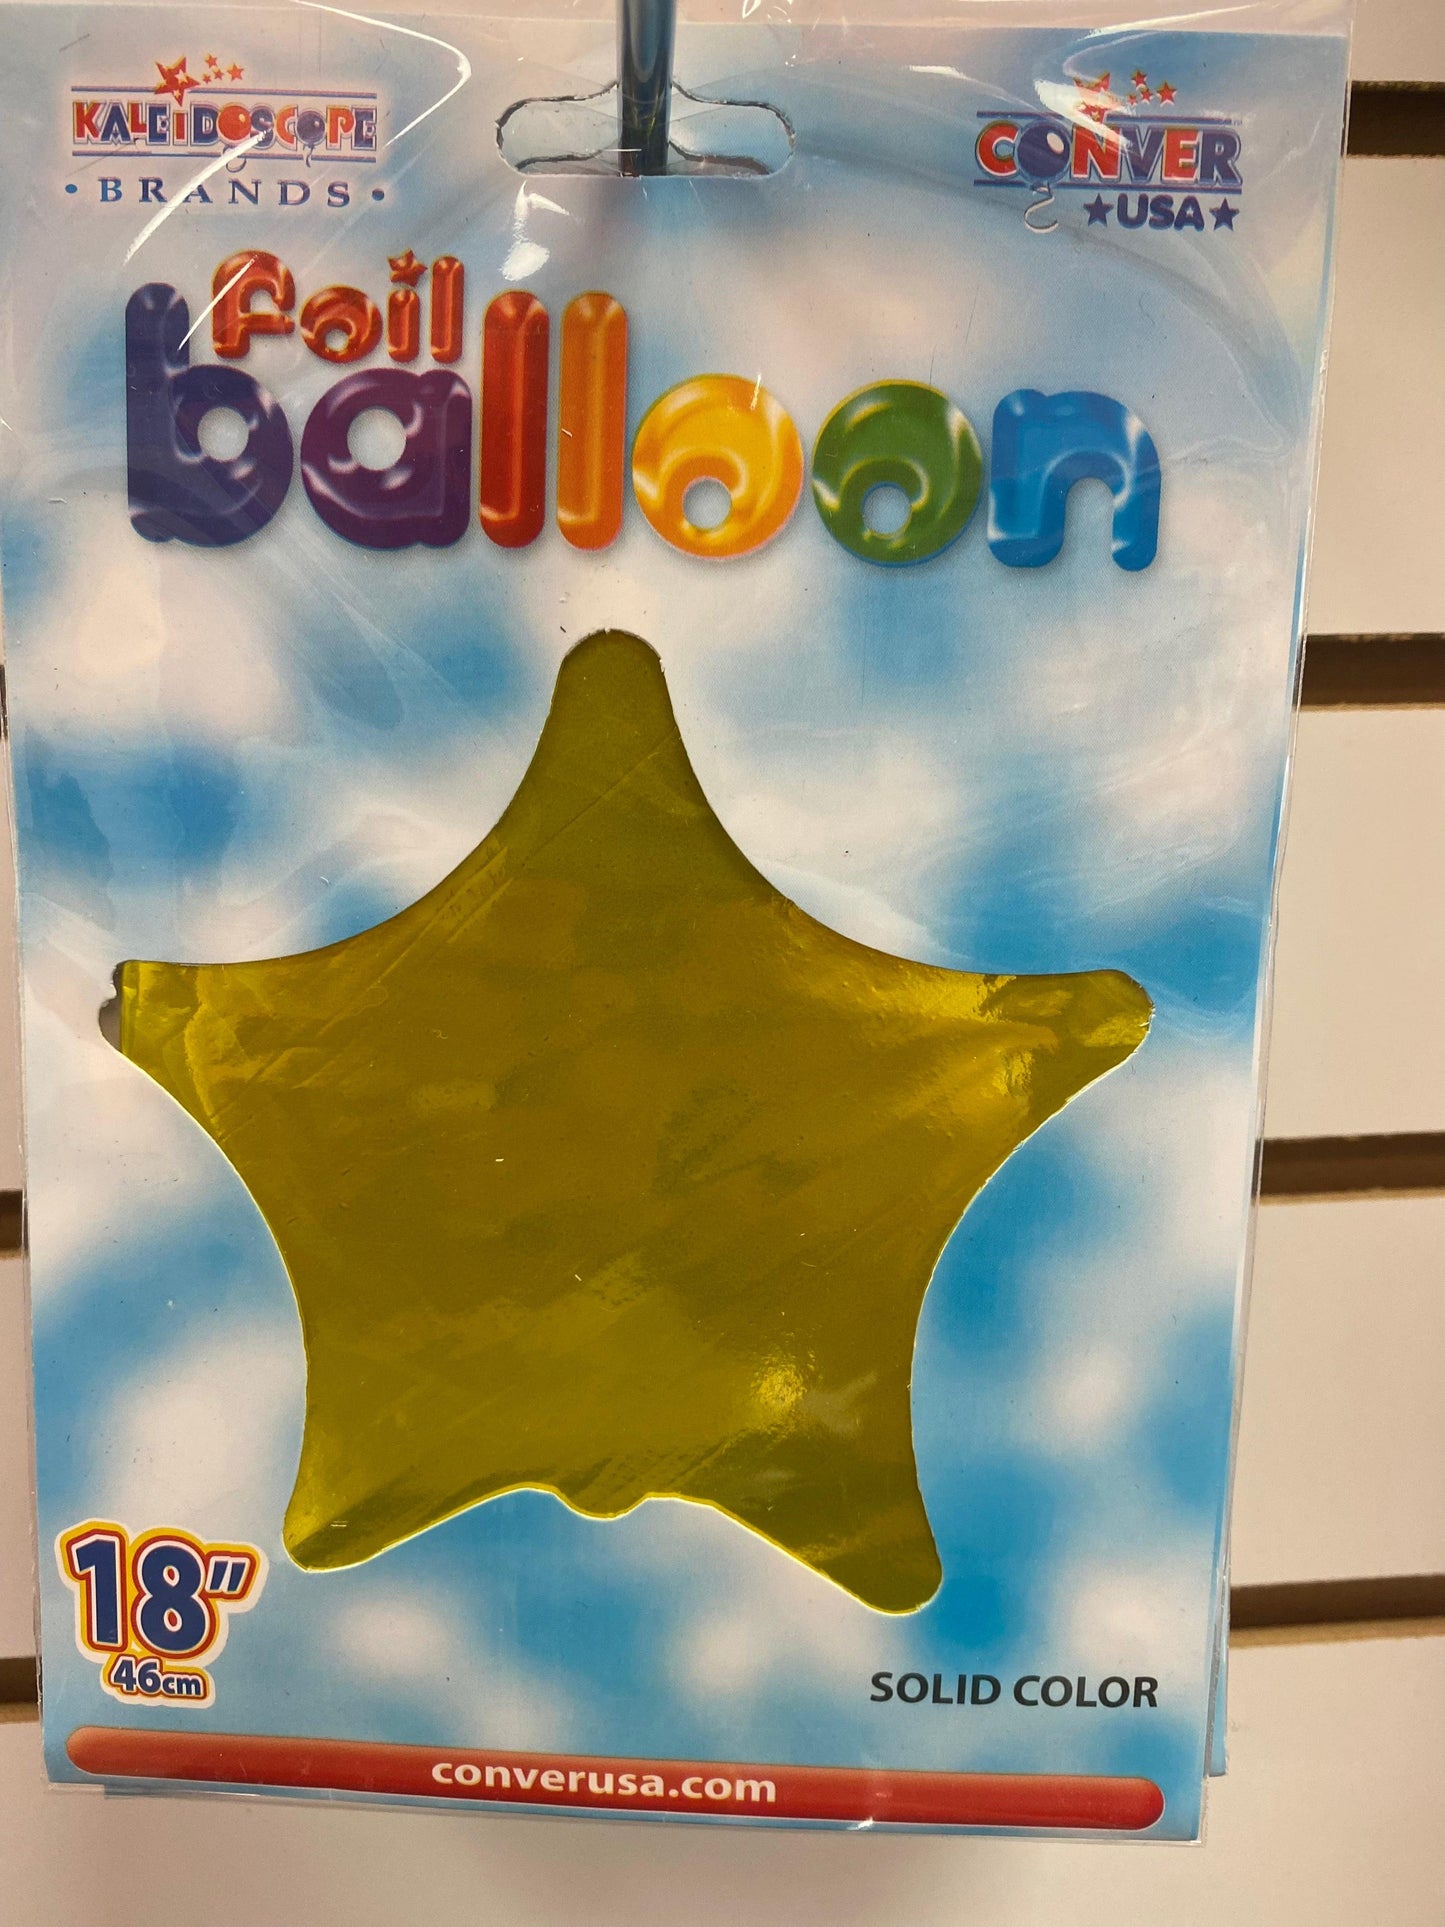 KALEIDOSCOPE
• BRANDS •
CONVER
★USA★
foil
balloon
18"
46cm
SOLID COLOR
converusa.com